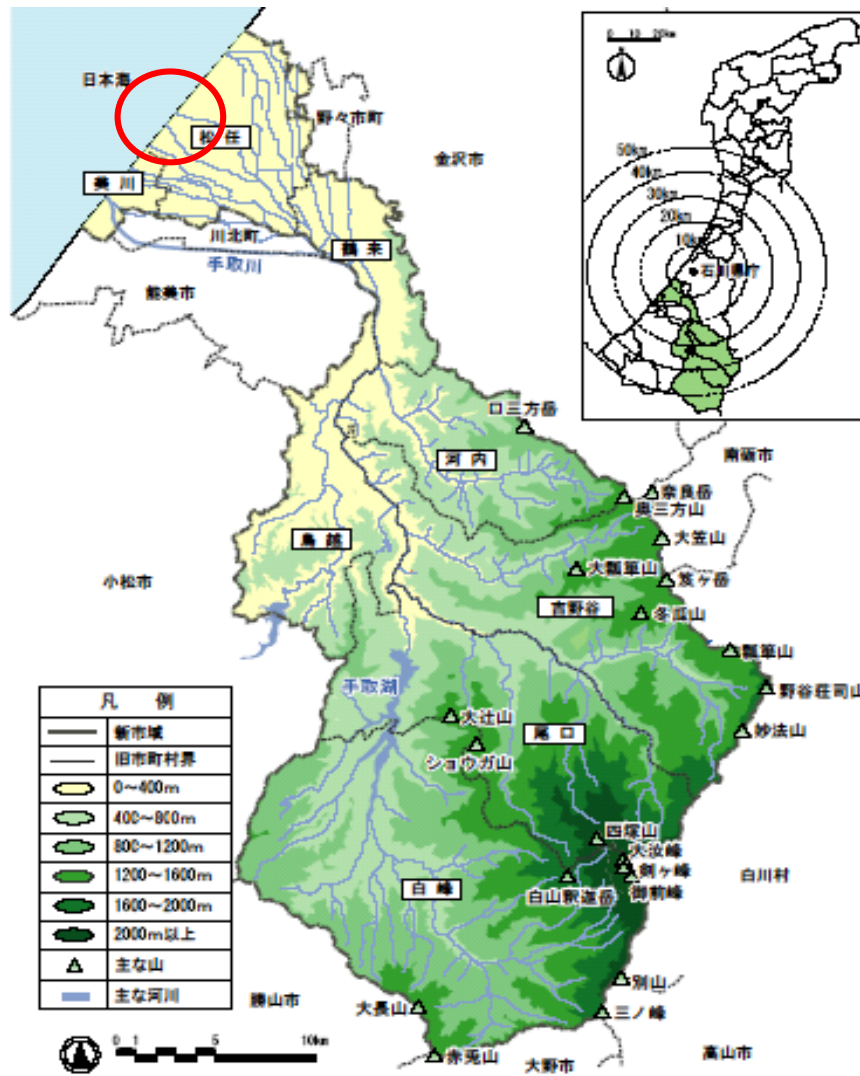 日本海
松任
野々市町
金沢市
美川
川北町
鶴来
手取川
能美市
0 10 20km
50km
40km
30km
20km
10km
石川県庁
口三方岳
河内
南砺市
奈良岳
奥三方山
大笠山
鳥越
大瓢箪山
笈ヶ岳
小松市
吉野谷
冬瓜山
瓢箪山
手取湖
野谷荘司山
大辻山
尾口
妙法山
ショウガ山
四塚山
大汝峰
剣ヶ峰
白峰
白山釈迦岳
御前峰
白川村
凡 例
新市域
旧市町村界
0～400m
400～800m
800～1200m
1200～1600m
1600～2000m
2000m以上
主な山
主な河川
別山
勝山市
大長山
三ノ峰
0 1 5 10km
赤兎山
大野市
高山市